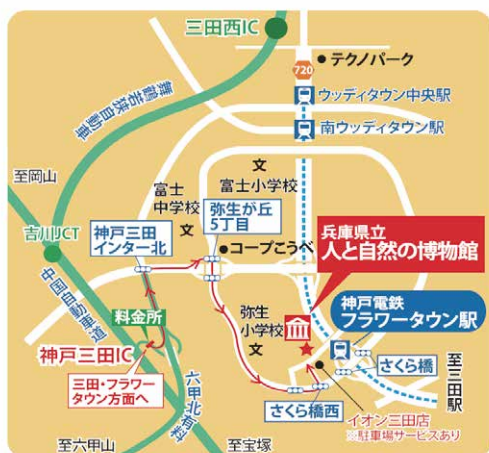 三田西IC
720
テクノパーク
ウッディタウン中央駅
南ウッディタウン駅
舞鶴若狭自動車
至岡山
吉川JCT
中国自動車道
文
富士小学校
富士
中学校
文
弥生が丘
5丁目
神戸三田
インター北
コープこうべ
兵庫県立
人と自然の博物館
料金所
神戸三田IC
三田・フラワー
タウン方面へ
六甲北有料
弥生
小学校
文
神戸電鉄
フラワータウン駅
さくら橋
さくら橋西
至三田駅
イオン三田店
※駐車場サービスあり
至六甲山
至宝塚